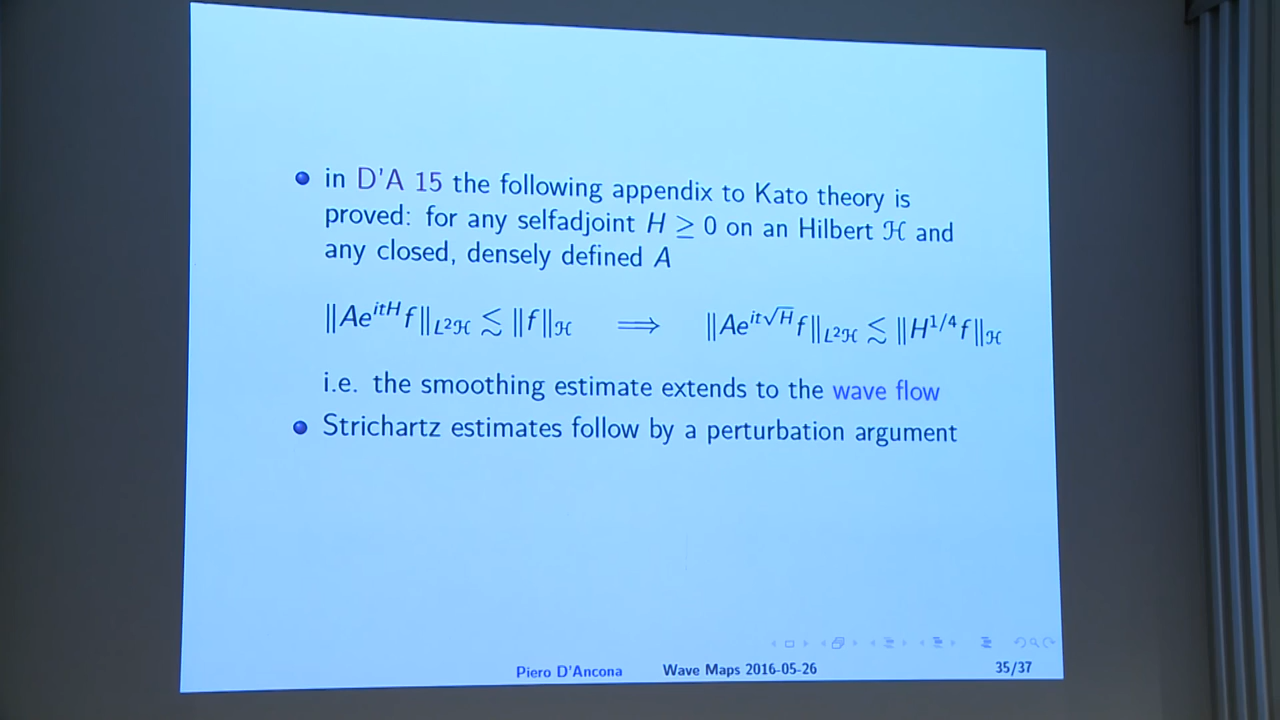 in D'A 15 the following appendix to Kato theory is
proved: for any selfadjoint H ≥ 0 on an Hilbert ℋ and
any closed, densely defined A
‖Ae^{itH}f‖_{L²ℋ} ≲ ‖f‖_ℋ ⟹ ‖Ae^{it√H}f‖_{L²ℋ} ≲ ‖H^{1/4}f‖_ℋ
i.e. the smoothing estimate extends to the wave flow
Strichartz estimates follow by a perturbation argument
Piero D'Ancona Wave Maps 2016-05-26 35/37